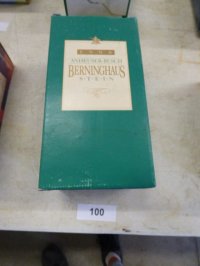 ANHEUSER-BUSCH
BERNINGHAUS
STEIN
100